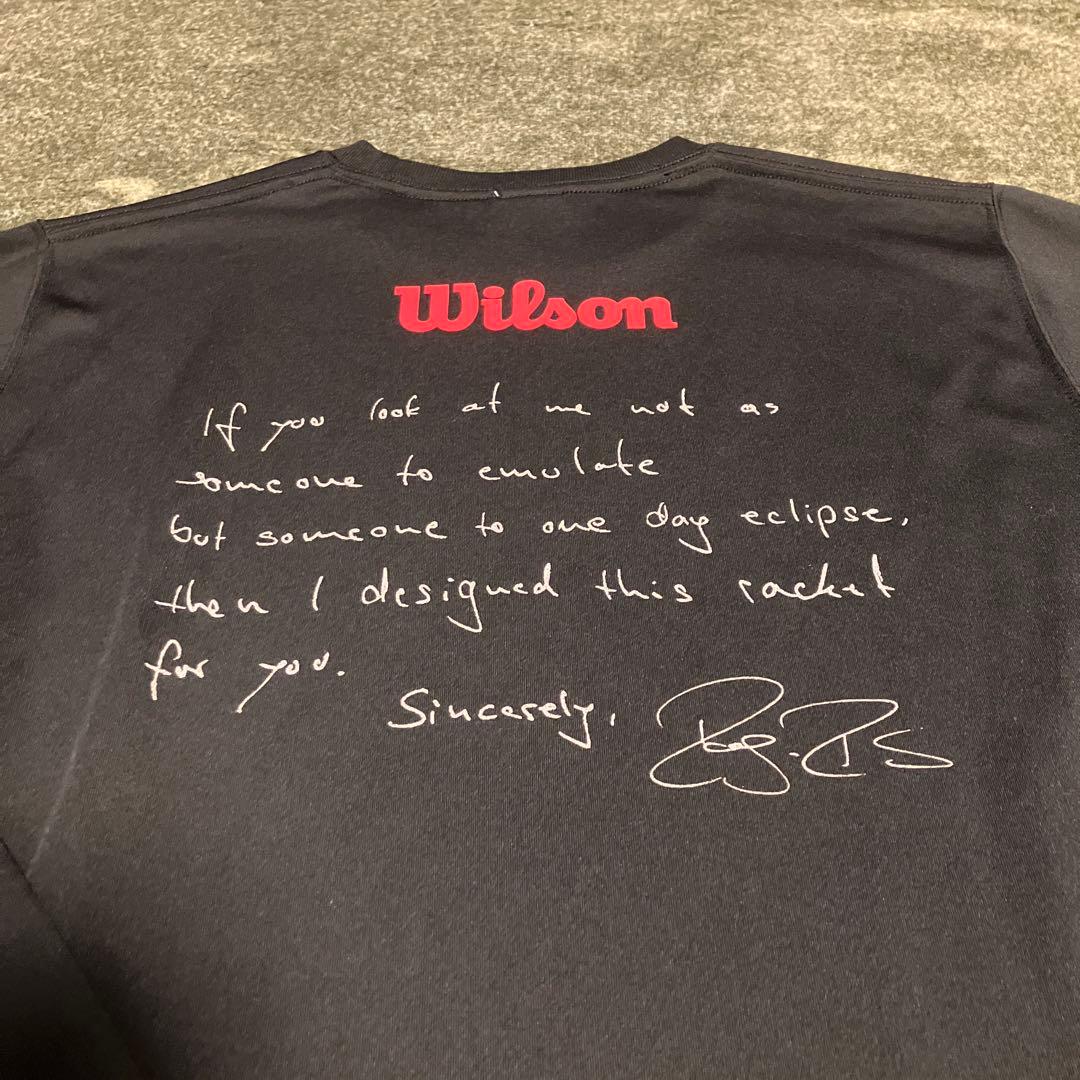 Wilson
If you look at me not as
someone to emulate
but someone to one day eclipse,
then I designed this racket
for you.
Sincerely,